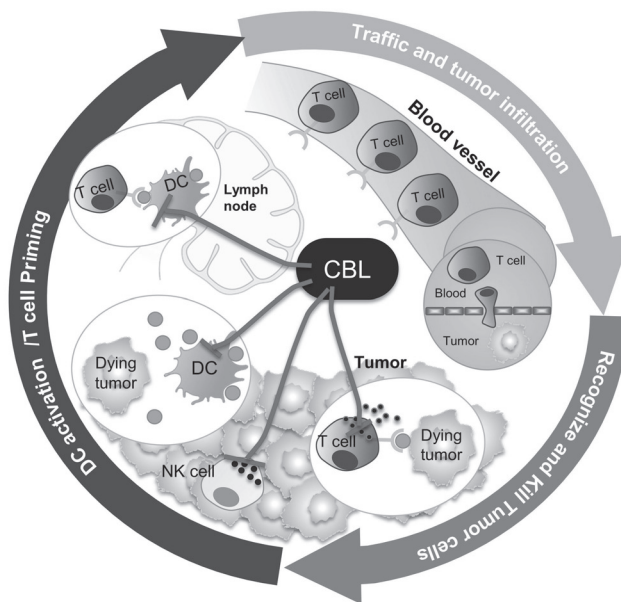 Traffic and tumor infiltration
T cell
T cell
T cell
Blood vessel
T cell
DC
Lymph
node
CBL
T cell
Blood
Tumor
Dying
tumor
DC
Tumor
T cell
Dying
tumor
NK cell
DC activation /T cell Priming
Recognize and Kill Tumor cells